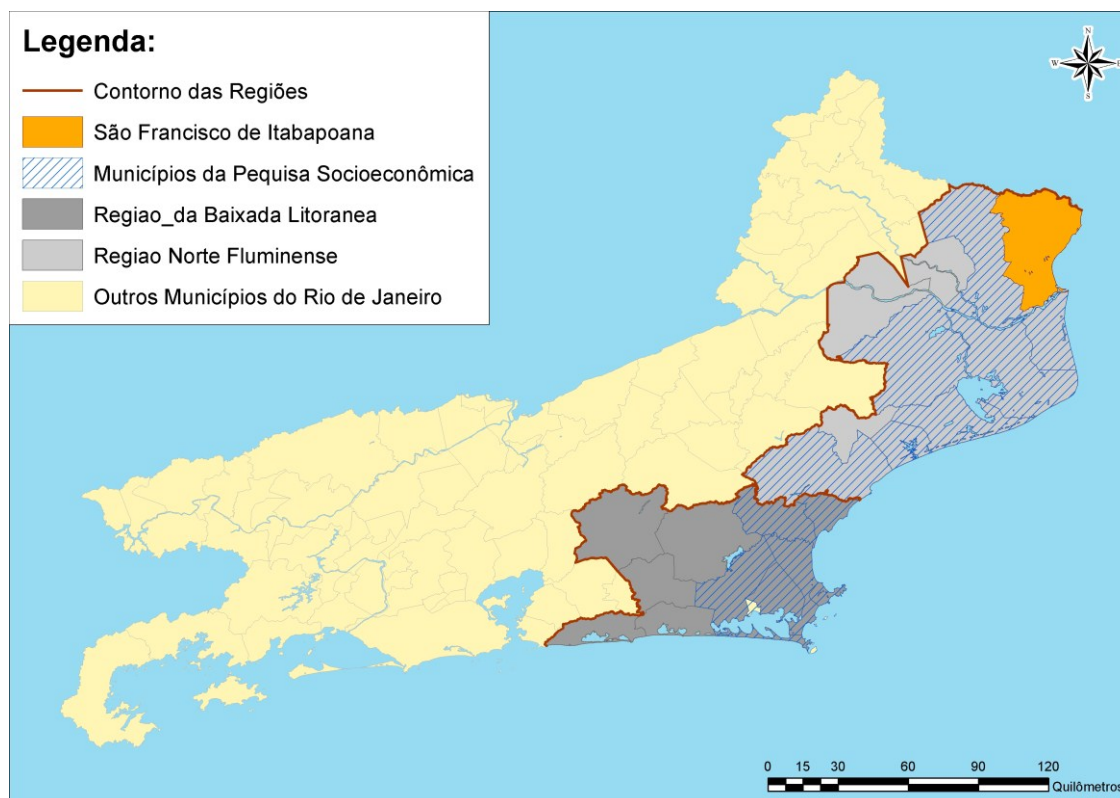 Legenda:
Contorno das Regiões
São Francisco de Itabapoana
Municípios da Pequisa Socioeconômica
Regiao_da Baixada Litoranea
Regiao Norte Fluminense
Outros Municípios do Rio de Janeiro
N
W E
S
0 15 30 60 90 120
Quilômetros